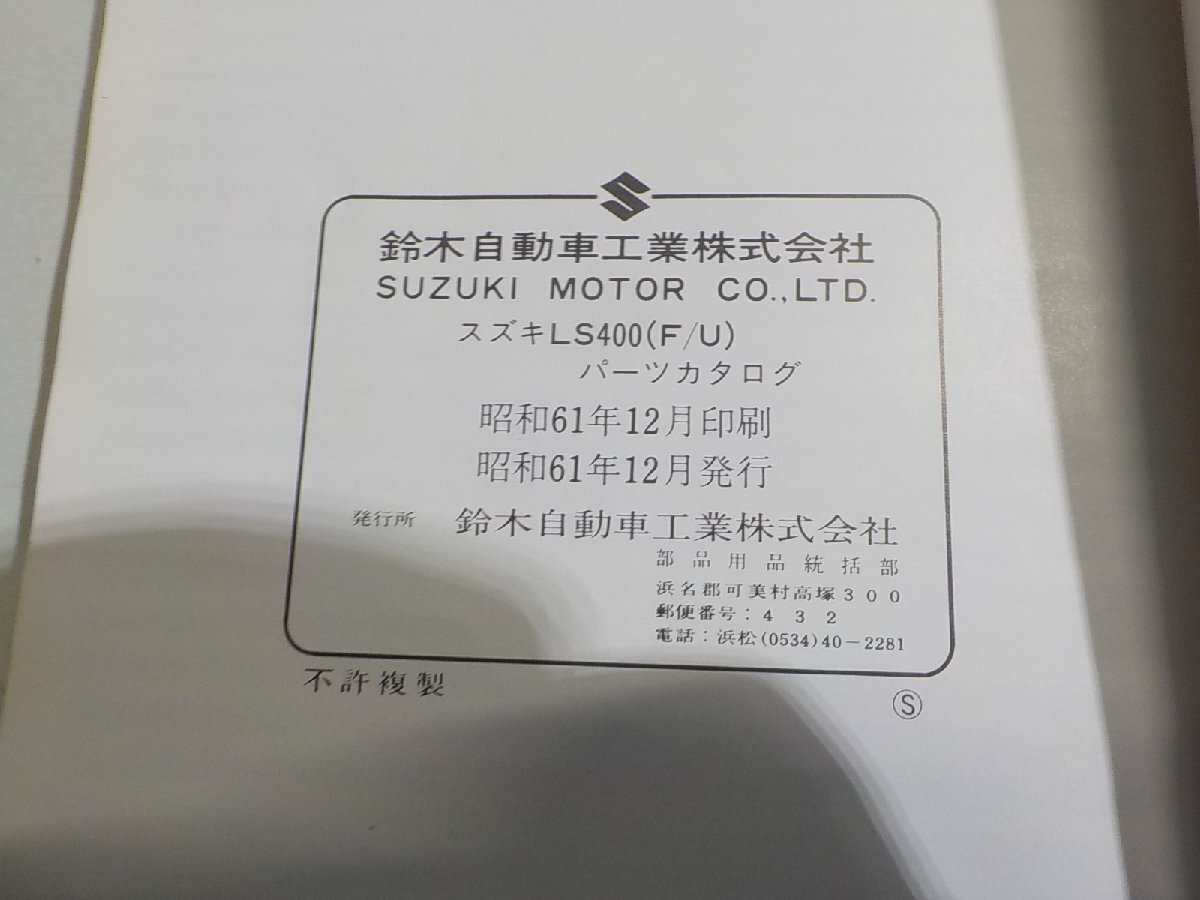 鈴木自動車工業株式会社
SUZUKI MOTOR CO.,LTD.
スズキLS400(F/U)
パーツカタログ
昭和61年12月印刷
昭和61年12月発行
発行所 鈴木自動車工業株式会社
部品用品統括部
浜名郡可美村高塚300
郵便番号:432
電話:浜松(0534)40-2281
不許複製
Ⓢ